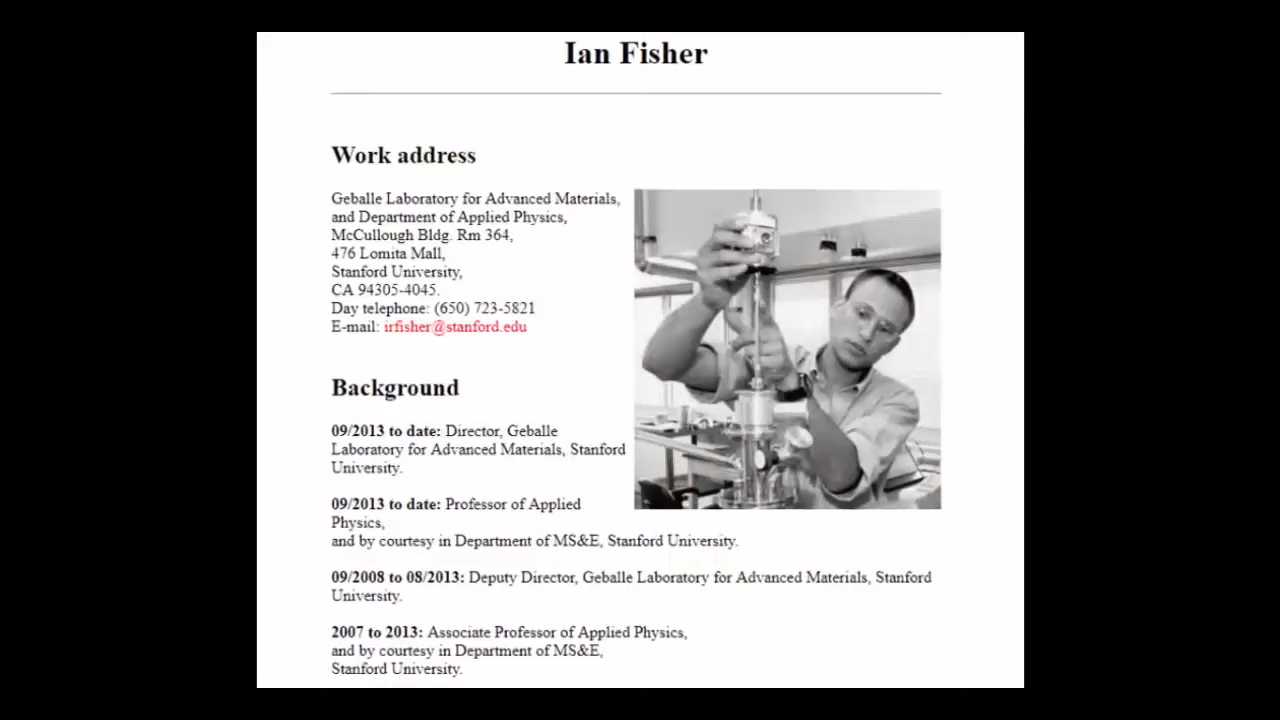 Ian Fisher
Work address
Geballe Laboratory for Advanced Materials,
and Department of Applied Physics,
McCullough Bldg. Rm 364,
476 Lomita Mall,
Stanford University,
CA 94305-4045.
Day telephone: (650) 723-5821
E-mail: irfisher@stanford.edu
Background
09/2013 to date: Director, Geballe
Laboratory for Advanced Materials, Stanford
University.
09/2013 to date: Professor of Applied
Physics,
and by courtesy in Department of MS&E, Stanford University.
09/2008 to 08/2013: Deputy Director, Geballe Laboratory for Advanced Materials, Stanford
University.
2007 to 2013: Associate Professor of Applied Physics,
and by courtesy in Department of MS&E,
Stanford University.